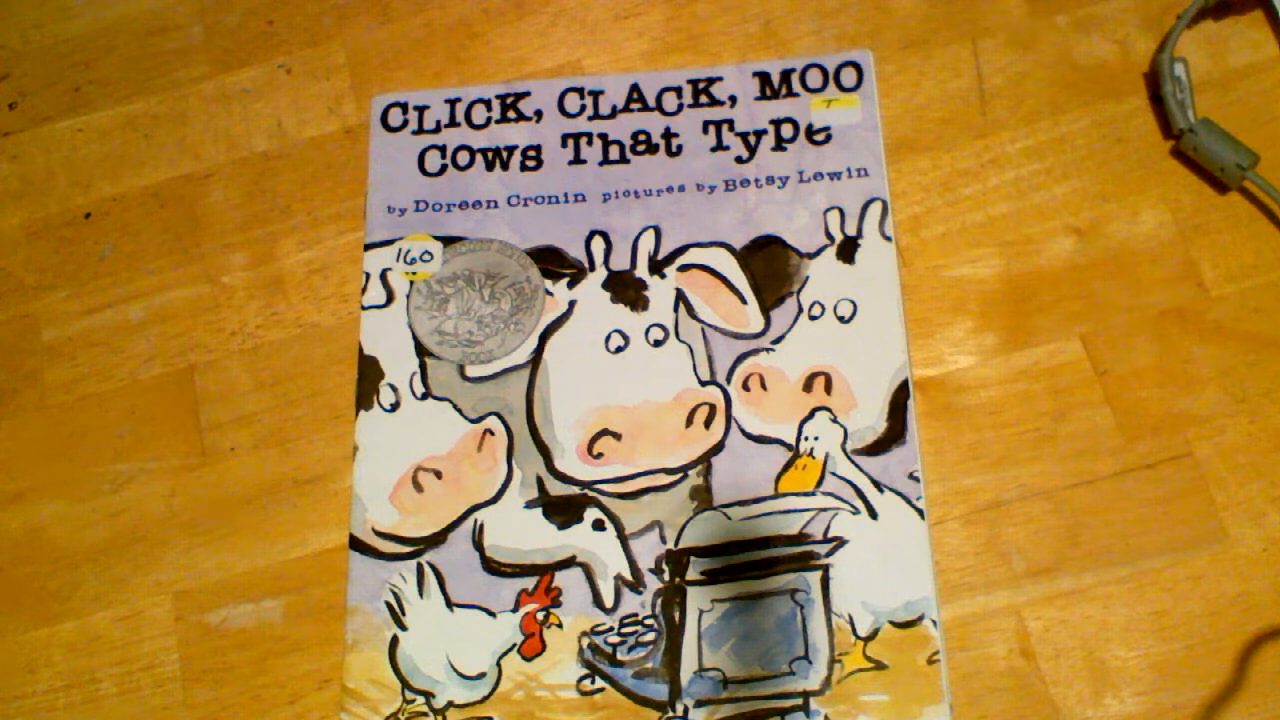 CLICK, CLACK, MOO
T
Cows That Type
by Doreen Cronin pictures by Betsy Lewin
160